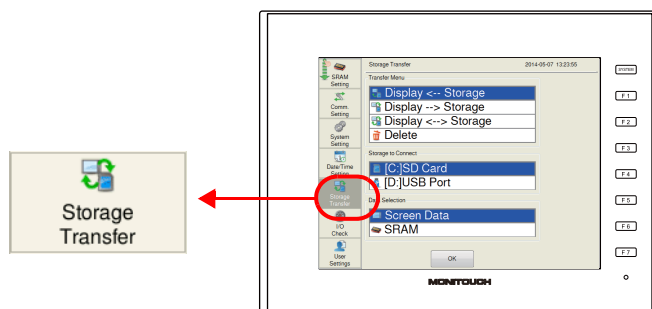 Storage
Transfer
SRAM
Setting
Comm.
Setting
System
Setting
Date/Time
Setting
Storage
Transfer
I/O
Check
User
Settings
Storage Transfer 2014-05-07 13:23:55
Transfer Menu
Display <-- Storage
Display --> Storage
Display <--> Storage
Delete
Storage to Connect
[C:]SD Card
[D:]USB Port
Data Selection
Screen Data
SRAM
OK
MONITOUCH
SYSTEM
F1
F2
F3
F4
F5
F6
F7